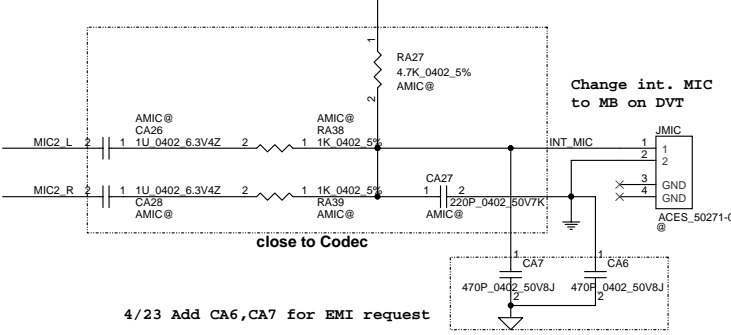 1
RA27
4.7K_0402_5%
AMIC@
2
Change int. MIC
to MB on DVT
AMIC@
CA26
AMIC@
RA38
JMIC
MIC2_L 2 1 1U_0402_6.3V4Z 2 1 1K_0402_5% INT_MIC 1 1
2 2
CA27
3 GND
4 GND
MIC2_R 2 1 1U_0402_6.3V4Z 2 1 1K_0402_5% 1 2
CA28
AMIC@
RA39
AMIC@
220P_0402_50V7K
AMIC@
ACES_50271-0
@
close to Codec
1 CA7
1 CA6
470P_0402_50V8J
470P_0402_50V8J
2
2
4/23 Add CA6,CA7 for EMI request